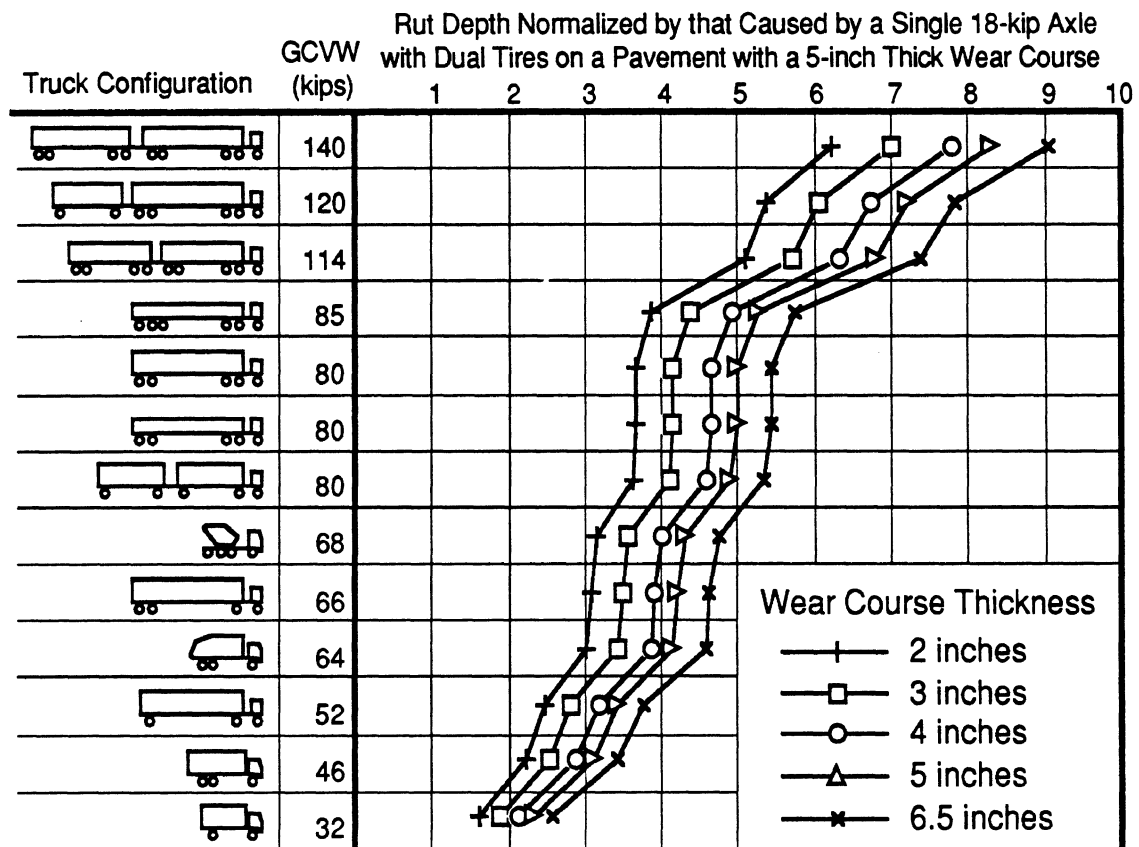 Rut Depth Normalized by that Caused by a Single 18-kip Axle
with Dual Tires on a Pavement with a 5-inch Thick Wear Course
GCVW
Truck Configuration (kips) 1 2 3 4 5 6 7 8 9 10
140
120
114
85
80
80
80
68
66
64
52
46
32
Wear Course Thickness
2 inches
3 inches
4 inches
5 inches
6.5 inches